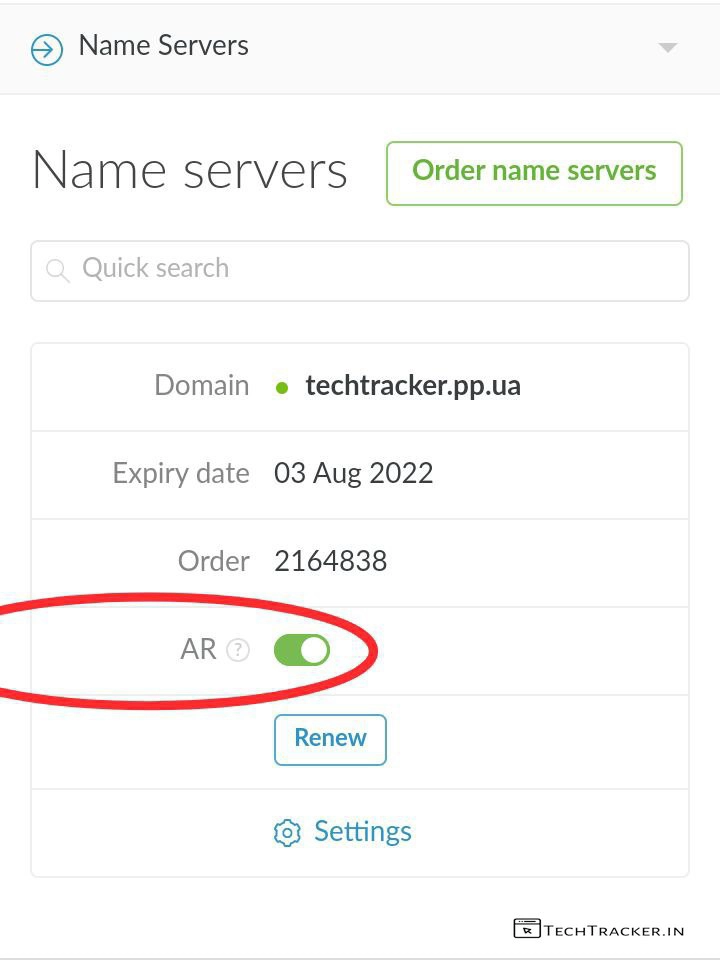 Name Servers
Name servers
Order name servers
Quick search
Domain techtracker.pp.ua
Expiry date 03 Aug 2022
Order 2164838
AR ?
Renew
Settings
TECHTRACKER.IN